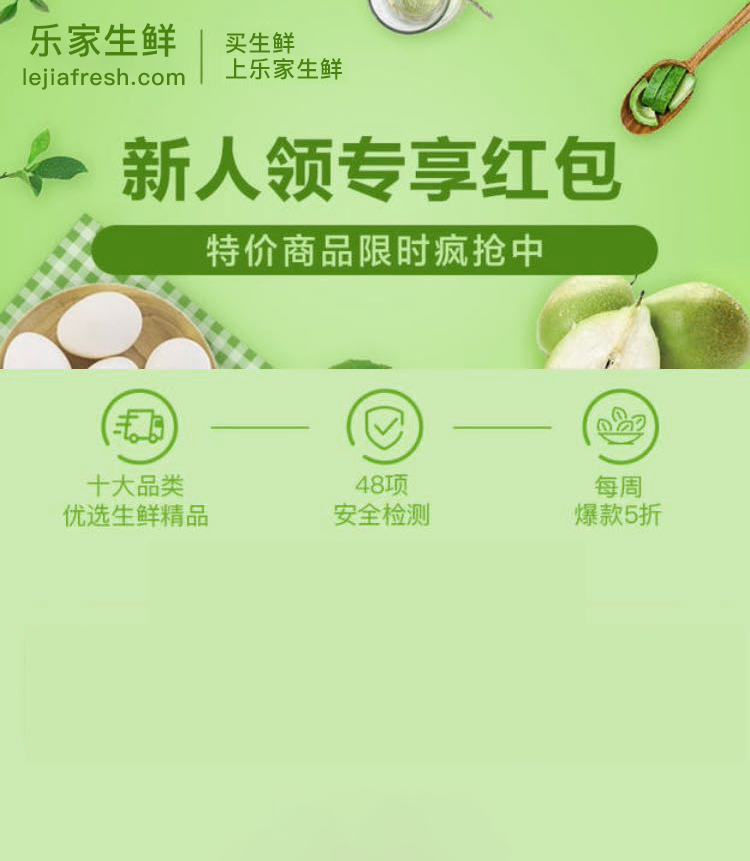 乐家生鲜
lejiafresh.com
买生鲜
上乐家生鲜
新人领专享红包
特价商品限时疯抢中
十大品类
优选生鲜精品
48项
安全检测
每周
爆款5折